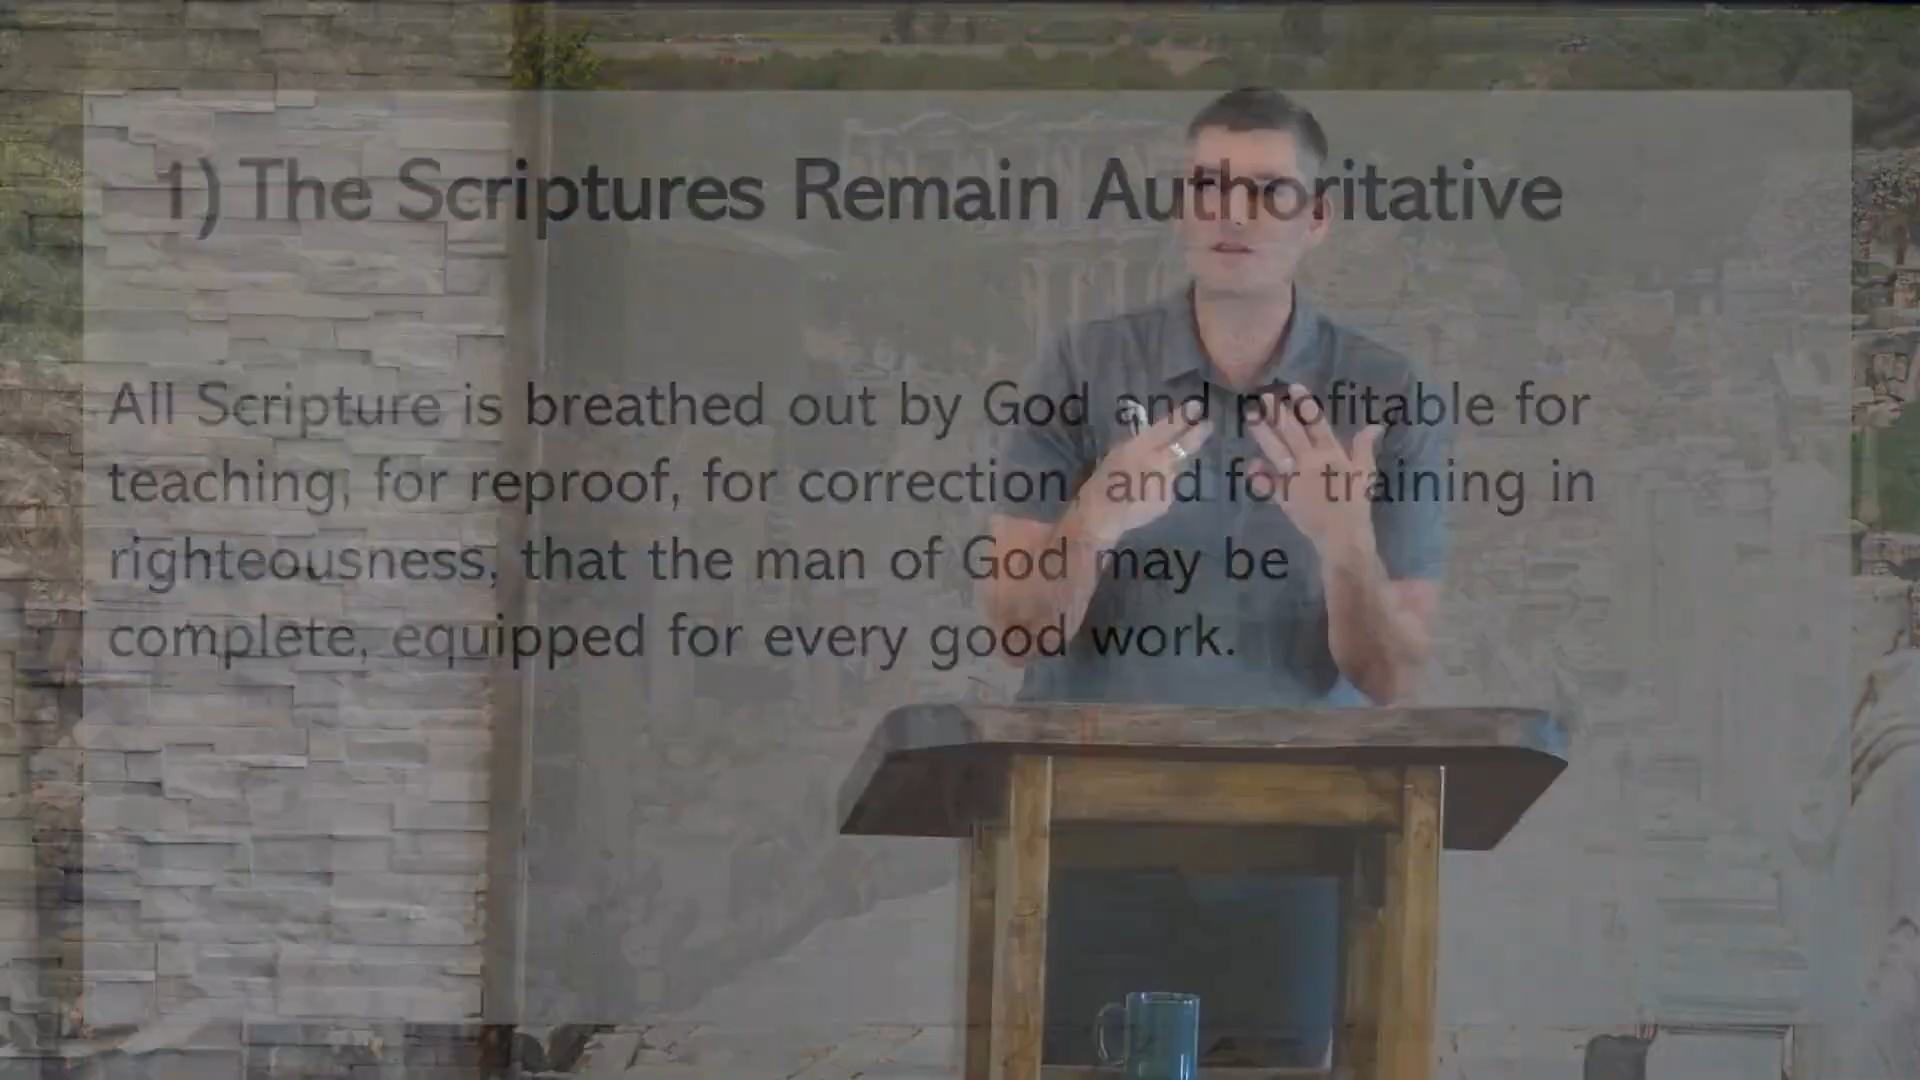 1) The Scriptures Remain Authoritative
All Scripture is breathed out by God and profitable for
teaching, for reproof, for correction, and for training in
righteousness, that the man of God may be
complete, equipped for every good work.